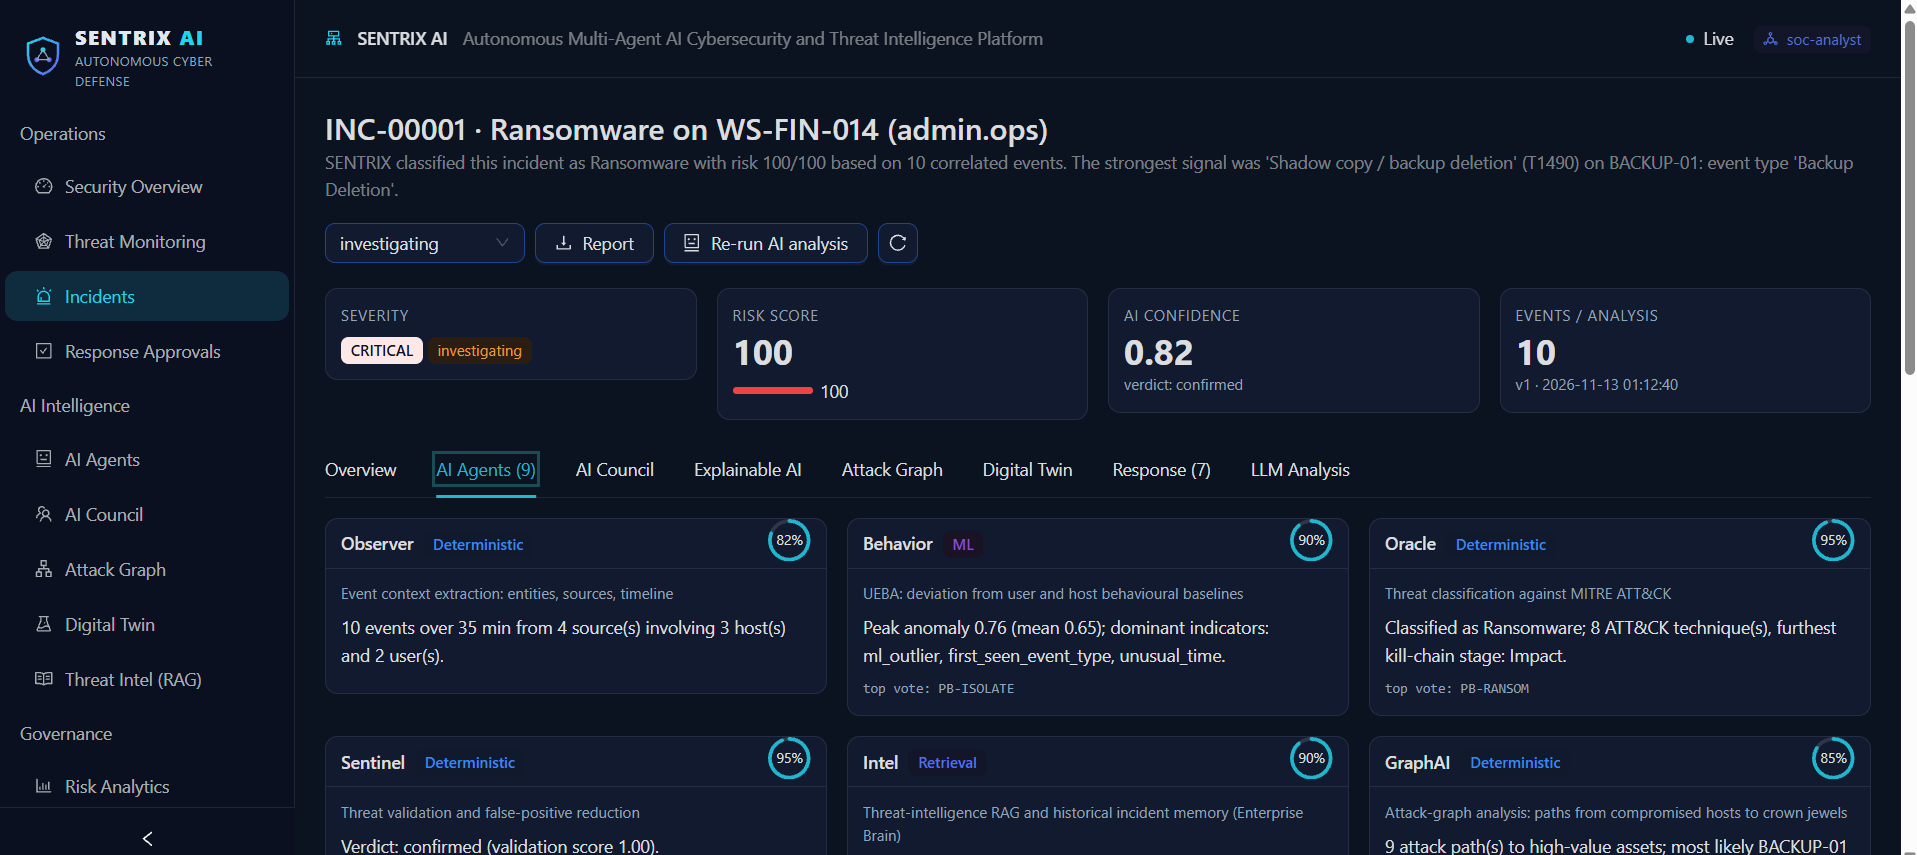 SENTRIX AI
AUTONOMOUS CYBER
DEFENSE
Operations
Security Overview
Threat Monitoring
Incidents
Response Approvals
AI Intelligence
AI Agents
AI Council
Attack Graph
Digital Twin
Threat Intel (RAG)
Governance
Risk Analytics
SENTRIX AI Autonomous Multi-Agent AI Cybersecurity and Threat Intelligence Platform
Live soc-analyst
INC-00001 · Ransomware on WS-FIN-014 (admin.ops)
SENTRIX classified this incident as Ransomware with risk 100/100 based on 10 correlated events. The strongest signal was 'Shadow copy / backup deletion' (T1490) on BACKUP-01: event type 'Backup
Deletion'.
investigating Report Re-run AI analysis
SEVERITY
CRITICAL investigating
RISK SCORE
100
100
AI CONFIDENCE
0.82
verdict: confirmed
EVENTS / ANALYSIS
10
v1 · 2026-11-13 01:12:40
Overview AI Agents (9) AI Council Explainable AI Attack Graph Digital Twin Response (7) LLM Analysis
Observer Deterministic 82%
Event context extraction: entities, sources, timeline
10 events over 35 min from 4 source(s) involving 3 host(s)
and 2 user(s).
Behavior ML 90%
UEBA: deviation from user and host behavioural baselines
Peak anomaly 0.76 (mean 0.65); dominant indicators:
ml_outlier, first_seen_event_type, unusual_time.
top vote: PB-ISOLATE
Oracle Deterministic 95%
Threat classification against MITRE ATT&CK
Classified as Ransomware; 8 ATT&CK technique(s), furthest
kill-chain stage: Impact.
top vote: PB-RANSOM
Sentinel Deterministic 95%
Threat validation and false-positive reduction
Verdict: confirmed (validation score 1.00).
Intel Retrieval 90%
Threat-intelligence RAG and historical incident memory (Enterprise
Brain)
GraphAI Deterministic 85%
Attack-graph analysis: paths from compromised hosts to crown jewels
9 attack path(s) to high-value assets; most likely BACKUP-01